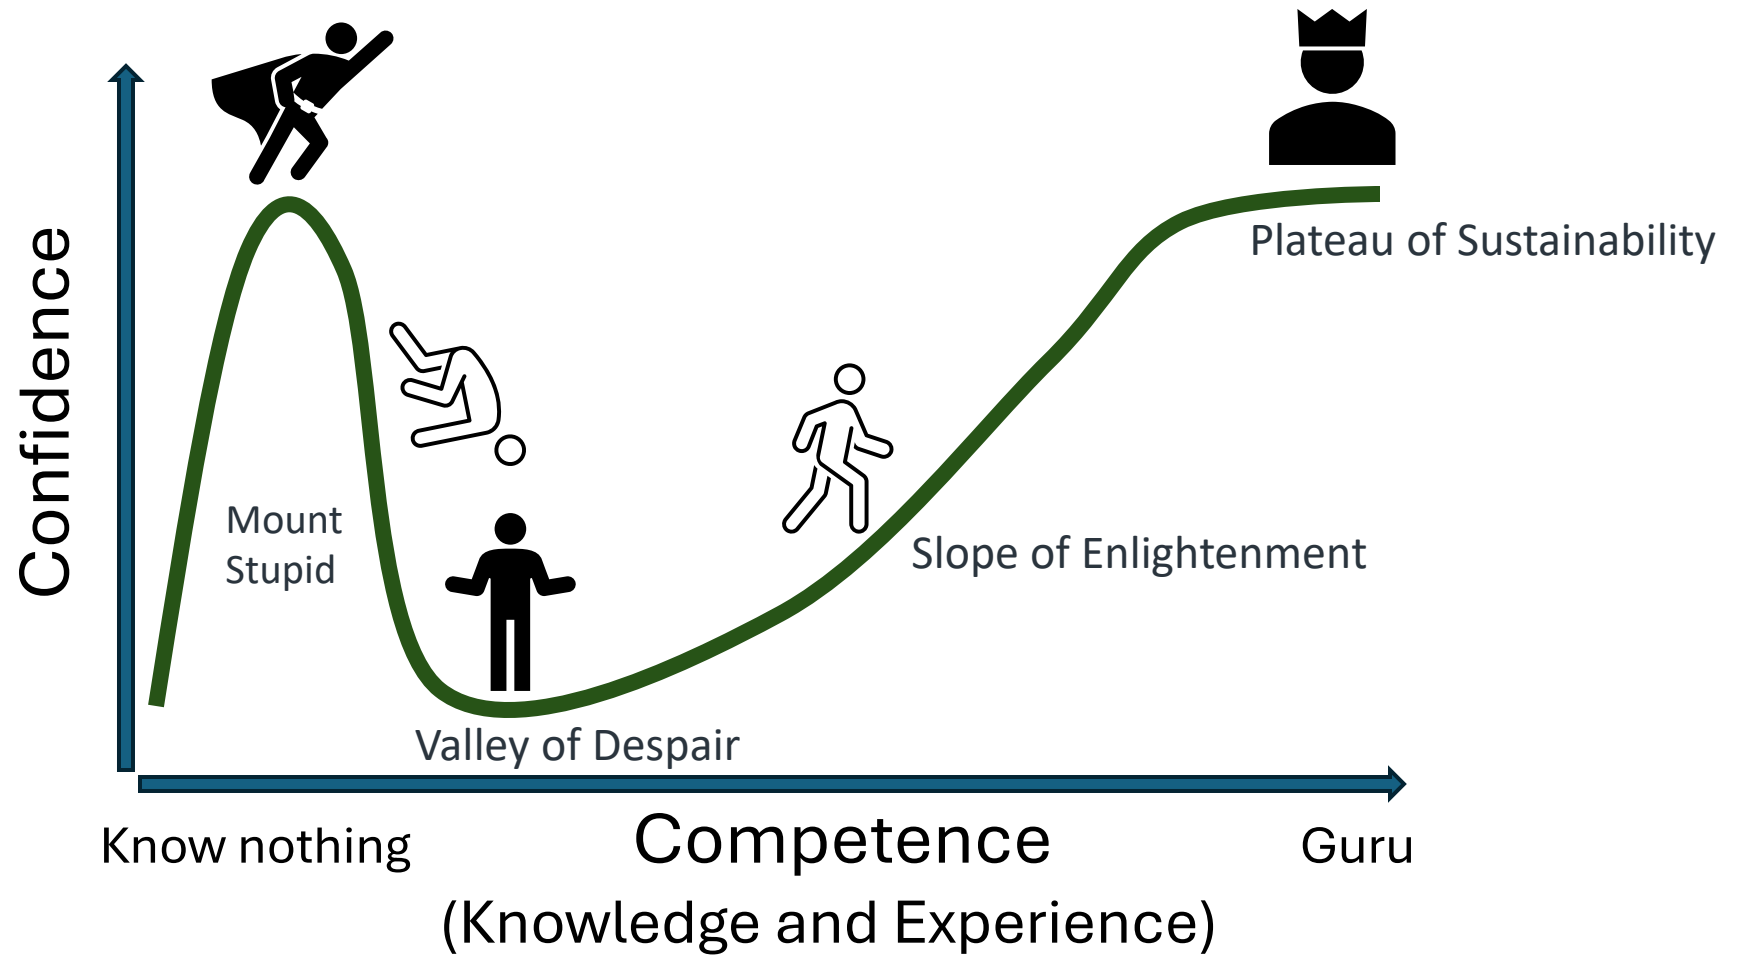 Confidence
Mount
Stupid
Valley of Despair
Slope of Enlightenment
Plateau of Sustainability
Know nothing
Competence
Guru
(Knowledge and Experience)